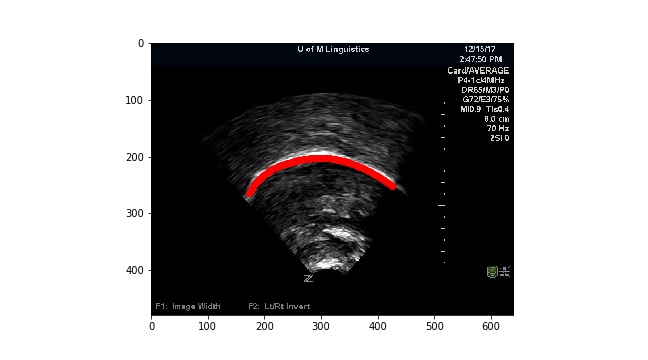 U of M Linguistics
12/15/17
2:47:50 PM
Card/AVERAGE
P4-1c/4MHz
DR65/M3/P0
G72/E3/75%
MI0.9 TIs0.4
8.0 cm
70 Hz
ZSI 0
Z
F1: Image Width F2: Lt/Rt Invert
0
100
200
300
400
0 100 200 300 400 500 600